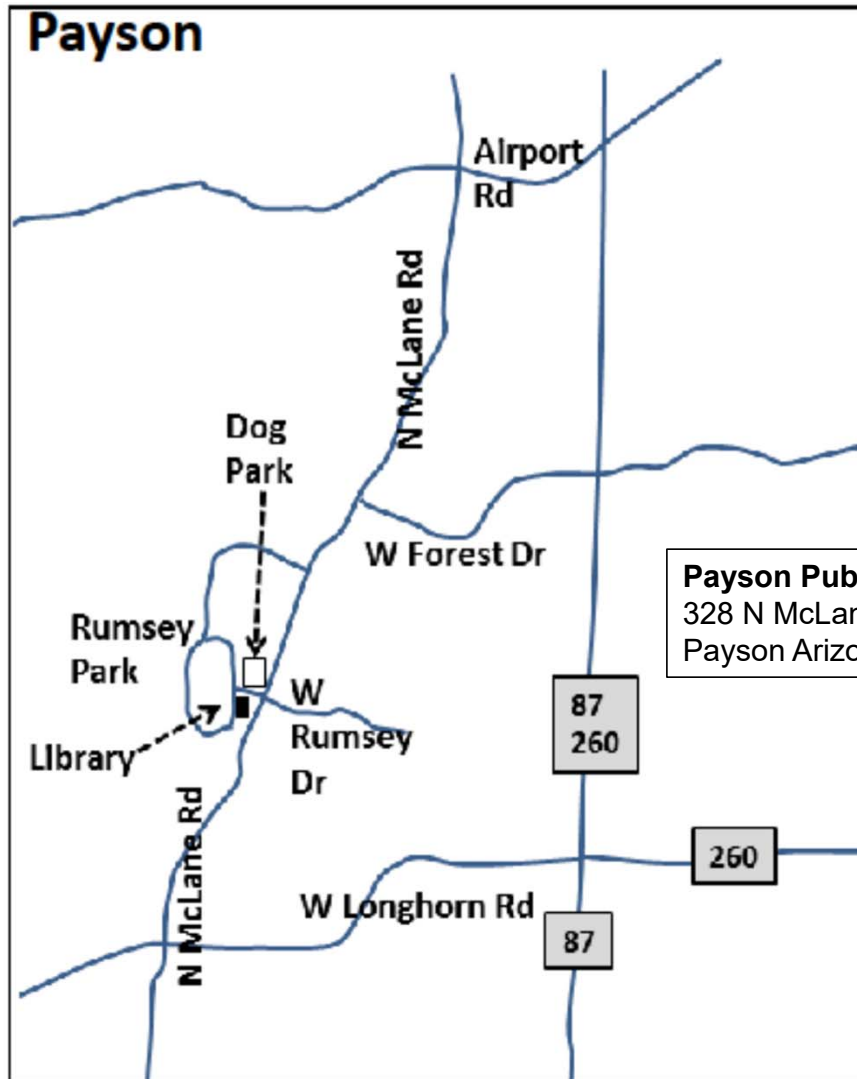 Payson
Airport
Rd
N McLane Rd
Dog
Park
W Forest Dr
Payson Pub
328 N McLan
Payson Arizo
Rumsey
Park
W
Rumsey
Dr
87
260
Library
N McLane Rd
260
W Longhorn Rd
87